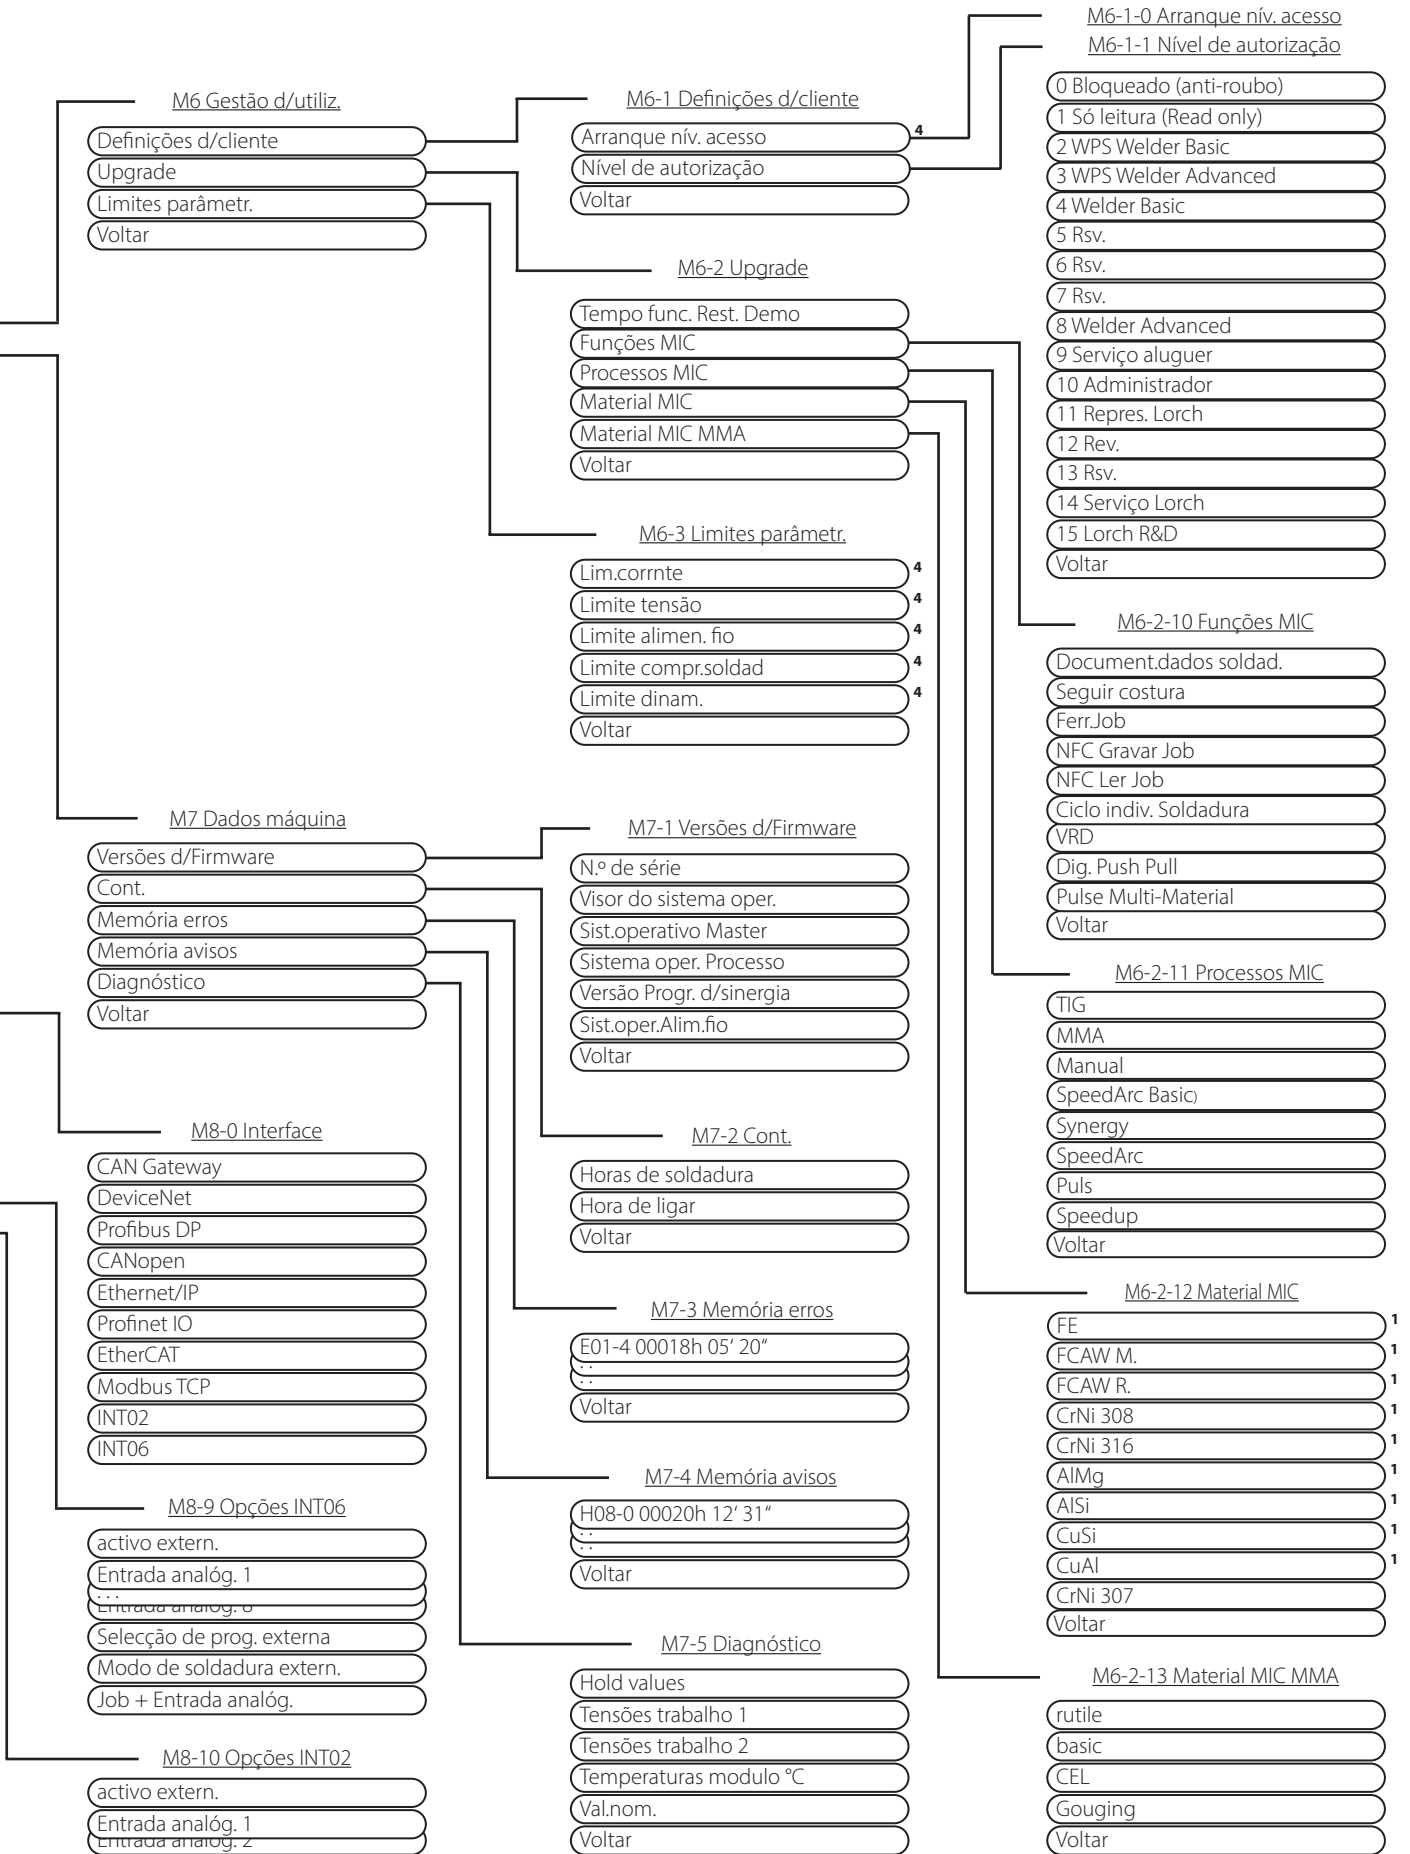 M6 Gestão d/utiliz.
Definições d/cliente
Upgrade
Limites parâmetr.
Voltar
M7 Dados máquina
Versões d/Firmware
Cont.
Memória erros
Memória avisos
Diagnóstico
Voltar
M8-0 Interface
CAN Gateway
DeviceNet
Profibus DP
CANopen
Ethernet/IP
Profinet IO
EtherCAT
Modbus TCP
INT02
INT06
M8-9 Opções INT06
activo extern.
Entrada analóg. 1
. . .
Entrada analóg. 8
Selecção de prog. externa
Modo de soldadura extern.
Job + Entrada analóg.
M8-10 Opções INT02
activo extern.
Entrada analóg. 1
Entrada analóg. 2
M6-1 Definições d/cliente
Arranque nív. acesso 4
Nível de autorização
Voltar
M6-2 Upgrade
Tempo func. Rest. Demo
Funções MIC
Processos MIC
Material MIC
Material MIC MMA
Voltar
M6-3 Limites parâmetr.
Lim.corrnte 4
Limite tensão 4
Limite alimen. fio 4
Limite compr.soldad 4
Limite dinam. 4
Voltar
M7-1 Versões d/Firmware
N.º de série
Visor do sistema oper.
Sist.operativo Master
Sistema oper. Processo
Versão Progr. d/sinergia
Sist.oper.Alim.fio
Voltar
M7-2 Cont.
Horas de soldadura
Hora de ligar
Voltar
M7-3 Memória erros
E01-4 00018h 05‘ 20“
. .
. .
Voltar
M7-4 Memória avisos
H08-0 00020h 12‘ 31“
. .
. .
Voltar
M7-5 Diagnóstico
Hold values
Tensões trabalho 1
Tensões trabalho 2
Temperaturas modulo °C
Val.nom.
Voltar
M6-1-0 Arranque nív. acesso
M6-1-1 Nível de autorização
0 Bloqueado (anti-roubo)
1 Só leitura (Read only)
2 WPS Welder Basic
3 WPS Welder Advanced
4 Welder Basic
5 Rsv.
6 Rsv.
7 Rsv.
8 Welder Advanced
9 Serviço aluguer
10 Administrador
11 Repres. Lorch
12 Rev.
13 Rsv.
14 Serviço Lorch
15 Lorch R&D
Voltar
M6-2-10 Funções MIC
Document.dados soldad.
Seguir costura
Ferr.Job
NFC Gravar Job
NFC Ler Job
Ciclo indiv. Soldadura
VRD
Dig. Push Pull
Pulse Multi-Material
Voltar
M6-2-11 Processos MIC
TIG
MMA
Manual
SpeedArc Basic)
Synergy
SpeedArc
Puls
Speedup
Voltar
M6-2-12 Material MIC
FE 1
FCAW M. 1
FCAW R. 1
CrNi 308 1
CrNi 316 1
AlMg 1
AlSi 1
CuSi 1
CuAl 1
CrNi 307
Voltar
M6-2-13 Material MIC MMA
rutile
basic
CEL
Gouging
Voltar